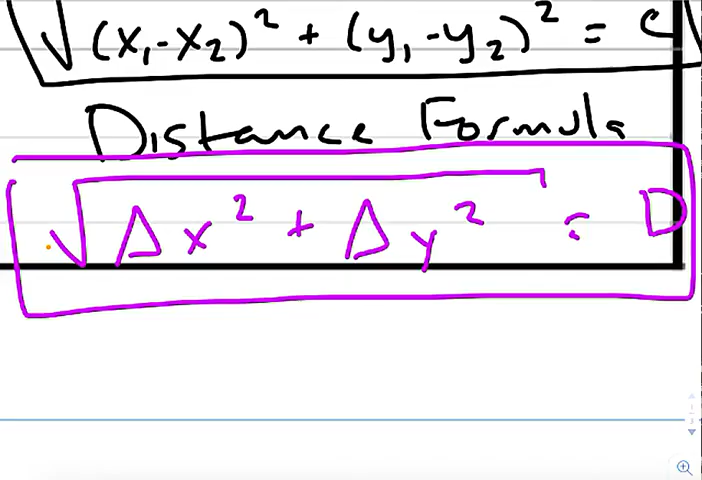 √(x₁-x₂)² + (y₁-y₂)² = c
Distance Formula
√Δx² + Δy² = D